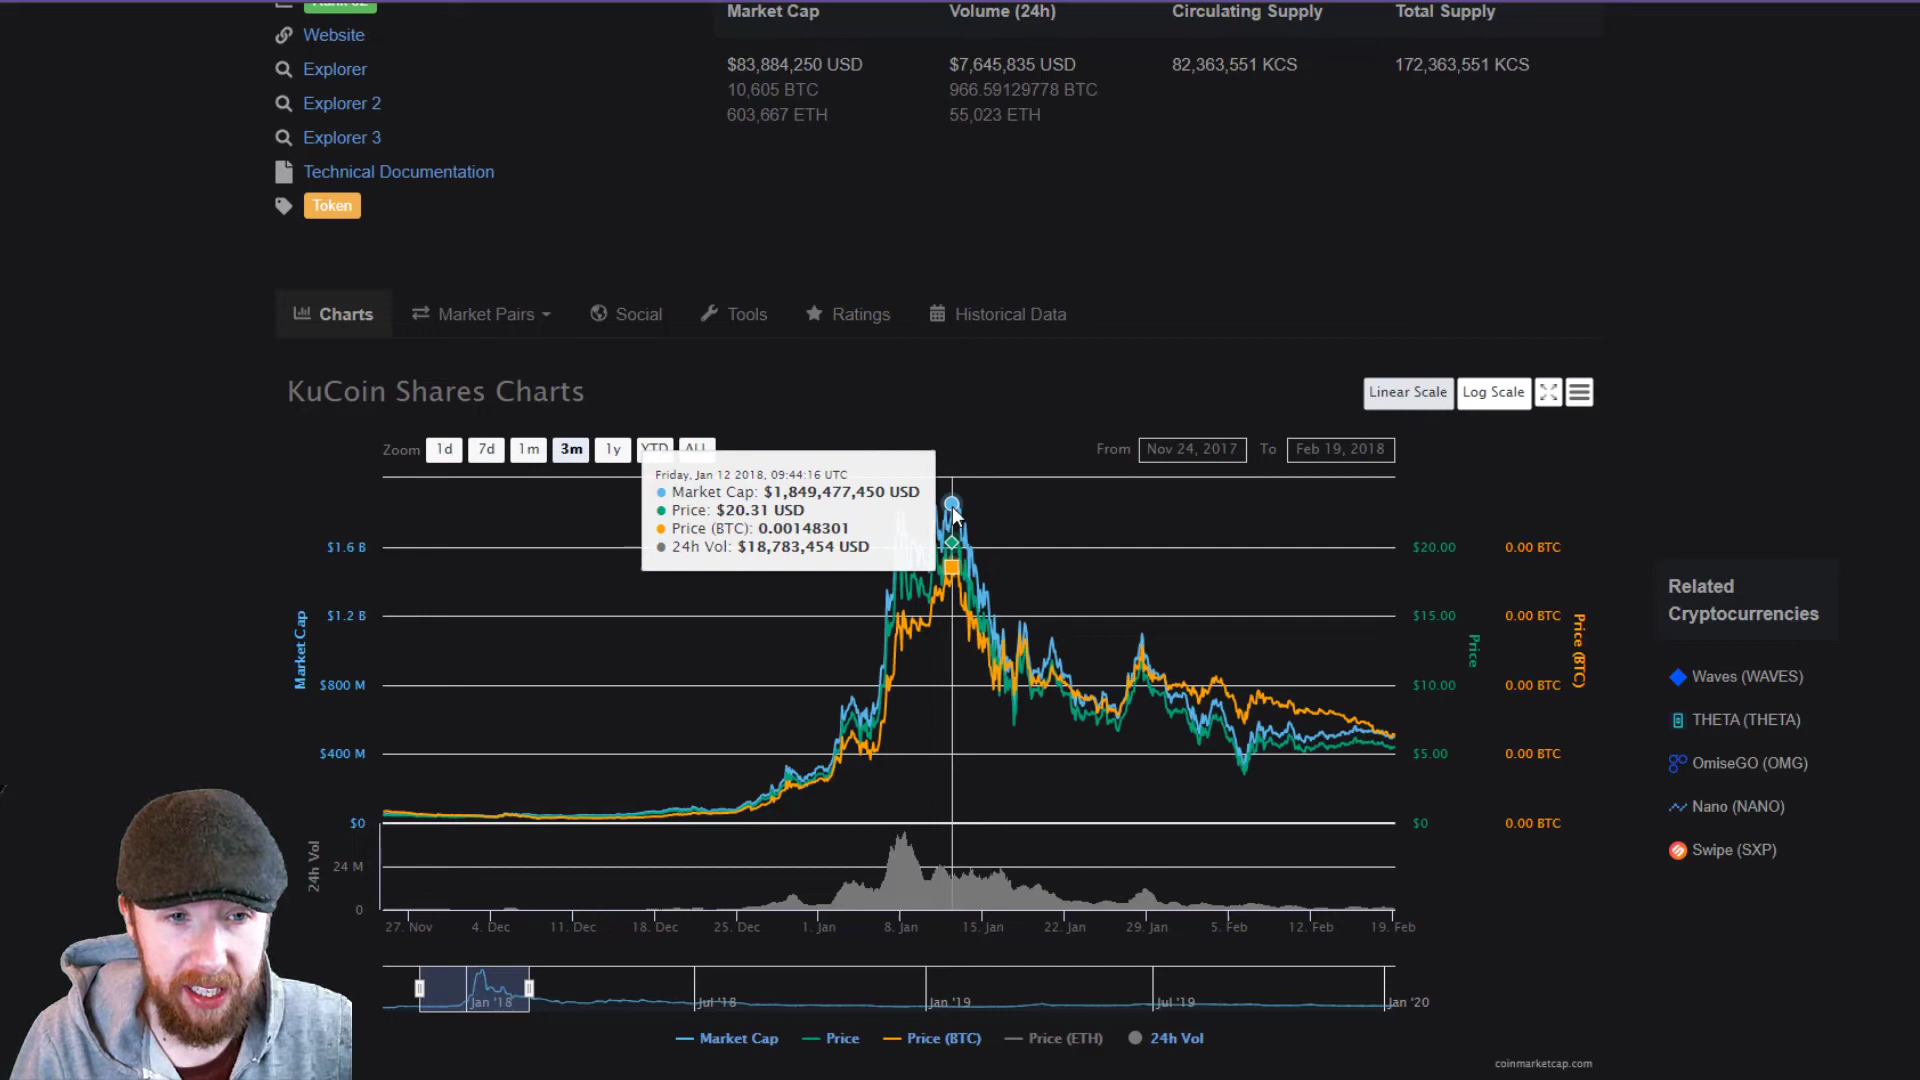 Rank 62
Market Cap Volume (24h) Circulating Supply Total Supply
Website
$83,884,250 USD $7,645,835 USD 82,363,551 KCS 172,363,551 KCS
Explorer
10,605 BTC 966.59129778 BTC
Explorer 2
603,667 ETH 55,023 ETH
Explorer 3
Technical Documentation
Token
Charts Market Pairs Social Tools Ratings Historical Data
KuCoin Shares Charts
Linear Scale Log Scale
Zoom 1d 7d 1m 3m 1y YTD ALL From Nov 24, 2017 To Feb 19, 2018
Friday, Jan 12 2018, 09:44:16 UTC
Market Cap: $1,849,477,450 USD
Price: $20.31 USD
Price (BTC): 0.00148301
24h Vol: $18,783,454 USD
$1.6 B $20.00 0.00 BTC
$1.2 B $15.00 0.00 BTC
$800 M $10.00 0.00 BTC
$400 M $5.00 0.00 BTC
$0 $0 0.00 BTC
Market Cap
Price
Price (BTC)
24h Vol
24 M
0
27. Nov 4. Dec 11. Dec 18. Dec 25. Dec 1. Jan 8. Jan 15. Jan 22. Jan 29. Jan 5. Feb 12. Feb 19. Feb
Jan '18 Jul '18 Jan '19 Jul '19 Jan '20
Market Cap Price Price (BTC) Price (ETH) 24h Vol
coinmarketcap.com
Related
Cryptocurrencies
Waves (WAVES)
THETA (THETA)
OmiseGO (OMG)
Nano (NANO)
Swipe (SXP)